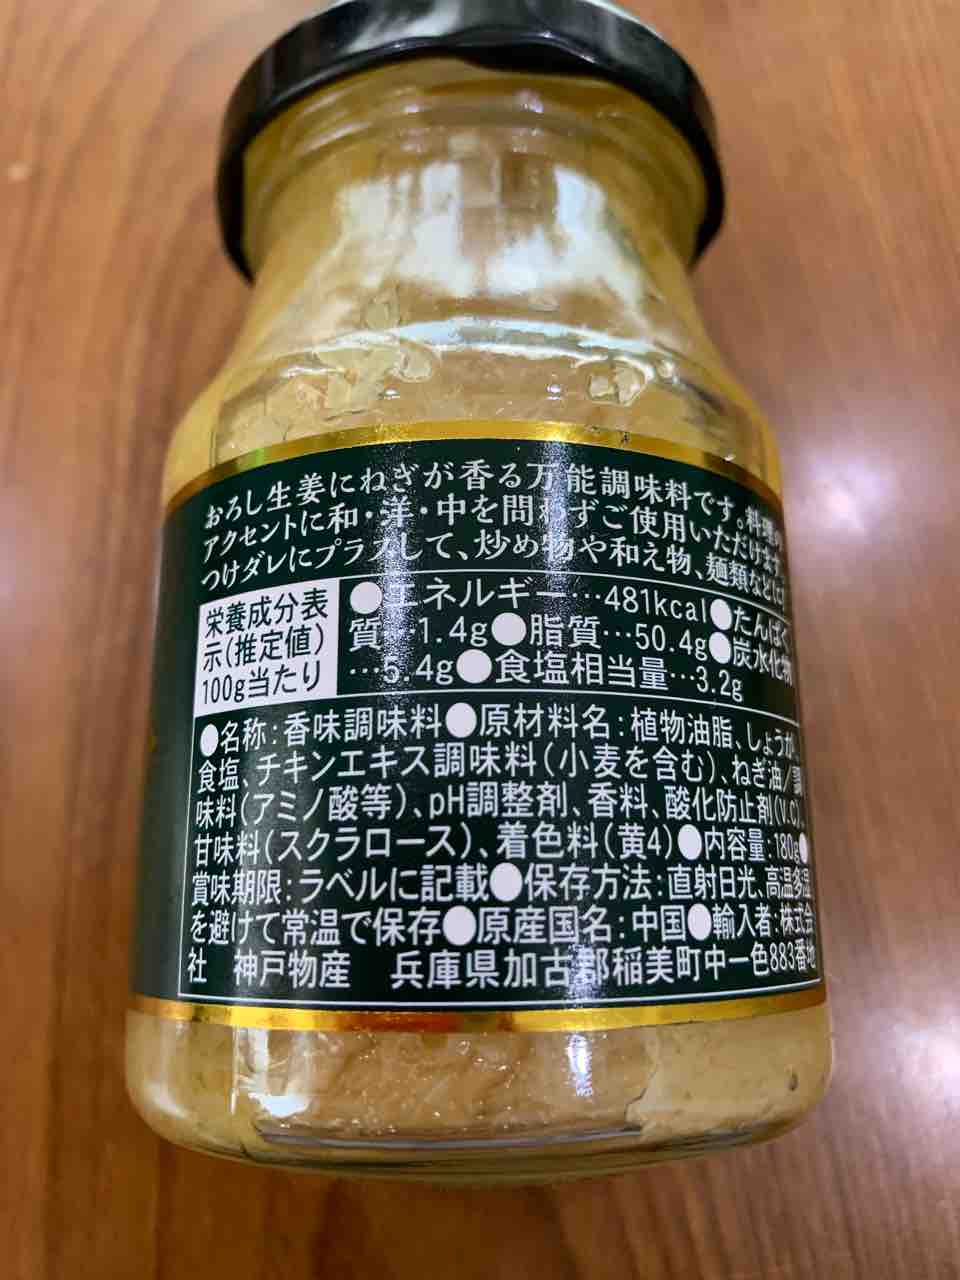 おろし生姜にねぎが香る万能調味料です。料理の
アクセントに和・洋・中を問わずご使用いただけます。
つけダレにプラスして、炒め物や和え物、麺類などに
栄養成分表
示(推定値)
100g当たり
●エネルギー…481kcal●たんぱく
質…1.4g●脂質…50.4g●炭水化物
…5.4g●食塩相当量…3.2g
●名称:香味調味料●原材料名:植物油脂、しょうが、
食塩、チキンエキス調味料(小麦を含む)、ねぎ油/調
味料(アミノ酸等)、pH調整剤、香料、酸化防止剤(V.C)、
甘味料(スクラロース)、着色料(黄4)●内容量:180g●
賞味期限:ラベルに記載●保存方法:直射日光、高温多湿
を避けて常温で保存●原産国名:中国●輸入者:株式会
社 神戸物産 兵庫県加古郡稲美町中一色883番地